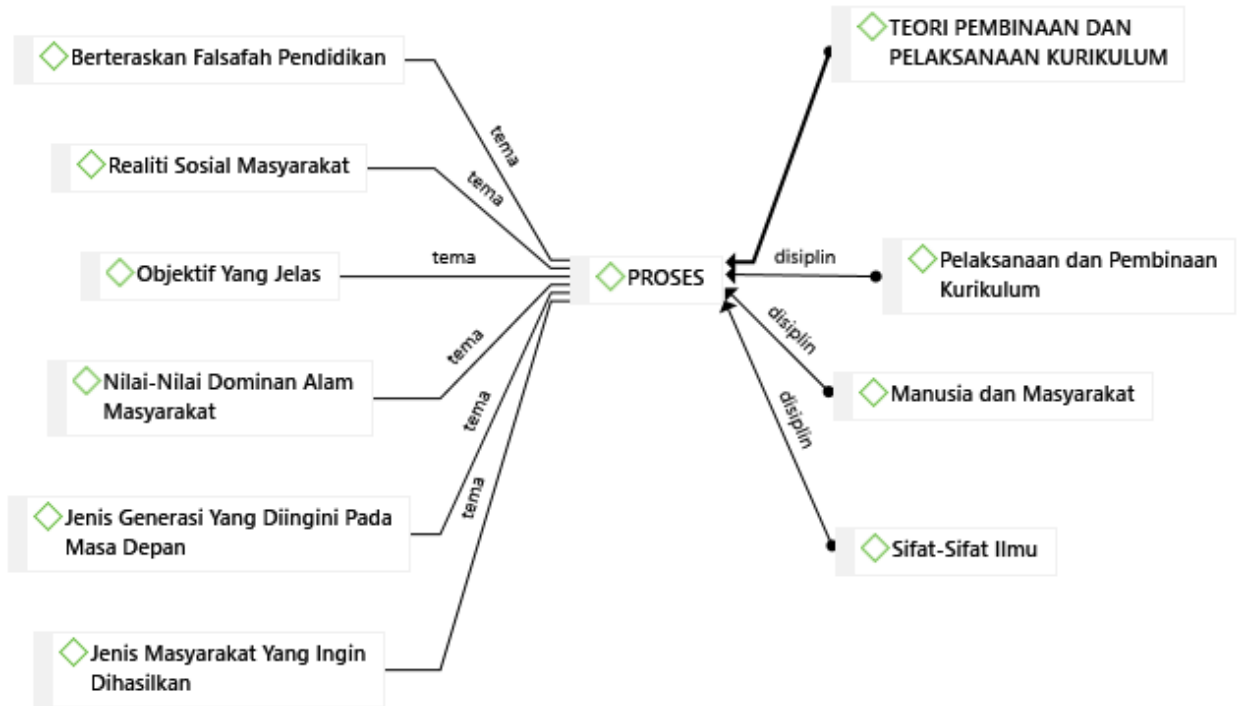 Berteraskan Falsafah Pendidikan
tema
Realiti Sosial Masyarakat
tema
Objektif Yang Jelas
tema
Nilai-Nilai Dominan Alam
Masyarakat
tema
Jenis Generasi Yang Diingini Pada
Masa Depan
tema
Jenis Masyarakat Yang Ingin
Dihasilkan
tema
PROSES
TEORI PEMBINAAN DAN
PELAKSANAAN KURIKULUM
disiplin
Pelaksanaan dan Pembinaan
Kurikulum
disiplin
Manusia dan Masyarakat
disiplin
Sifat-Sifat Ilmu